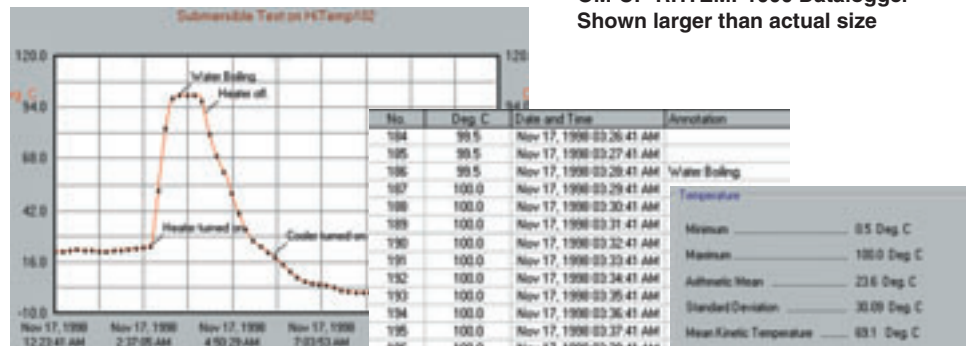 Shown larger than actual size
Submersible Test on HiTemp102
120.0
94.0
68.0
42.0
16.0
-10.0
120.0
Water Boiling
Heater off.
Heater turned on
Cooler turned on
Nov 17, 1998 Nov 17, 1998 Nov 17, 1998 Nov 17, 1998
12:23:41 AM 2:37:05 AM 4:50:29 AM 7:03:53 AM
No. Deg. C Date and Time Annotation
184 99.5 Nov 17, 1998 03:26:41 AM
185 99.5 Nov 17, 1998 03:27:41 AM
186 99.5 Nov 17, 1998 03:28:41 AM Water Boiling
187 100.0 Nov 17, 1998 03:29:41 AM
188 100.0 Nov 17, 1998 03:30:41 AM
189 100.0 Nov 17, 1998 03:31:41 AM
190 100.0 Nov 17, 1998 03:32:41 AM
191 100.0 Nov 17, 1998 03:33:41 AM
192 100.0 Nov 17, 1998 03:34:41 AM
193 100.0 Nov 17, 1998 03:35:41 AM
194 100.0 Nov 17, 1998 03:36:41 AM
195 100.0 Nov 17, 1998 03:37:41 AM
Temperature
Minimum 0.5 Deg. C
Maximum 100.0 Deg. C
Arithmetic Mean 23.6 Deg. C
Standard Deviation 30.09 Deg. C
Mean Kinetic Temperature 69.1 Deg. C